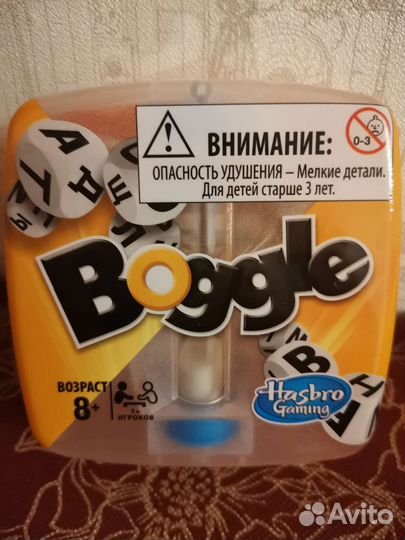 ВНИМАНИЕ:
0-3
ОПАСНОСТЬ УДУШЕНИЯ – Мелкие детали.
Для детей старше 3 лет.
А
Т
Д
Щ
Boggle
ВОЗРАСТ
8+
1+
ИГРОКОВ
В
Н
Hasbro
Gaming
Avito